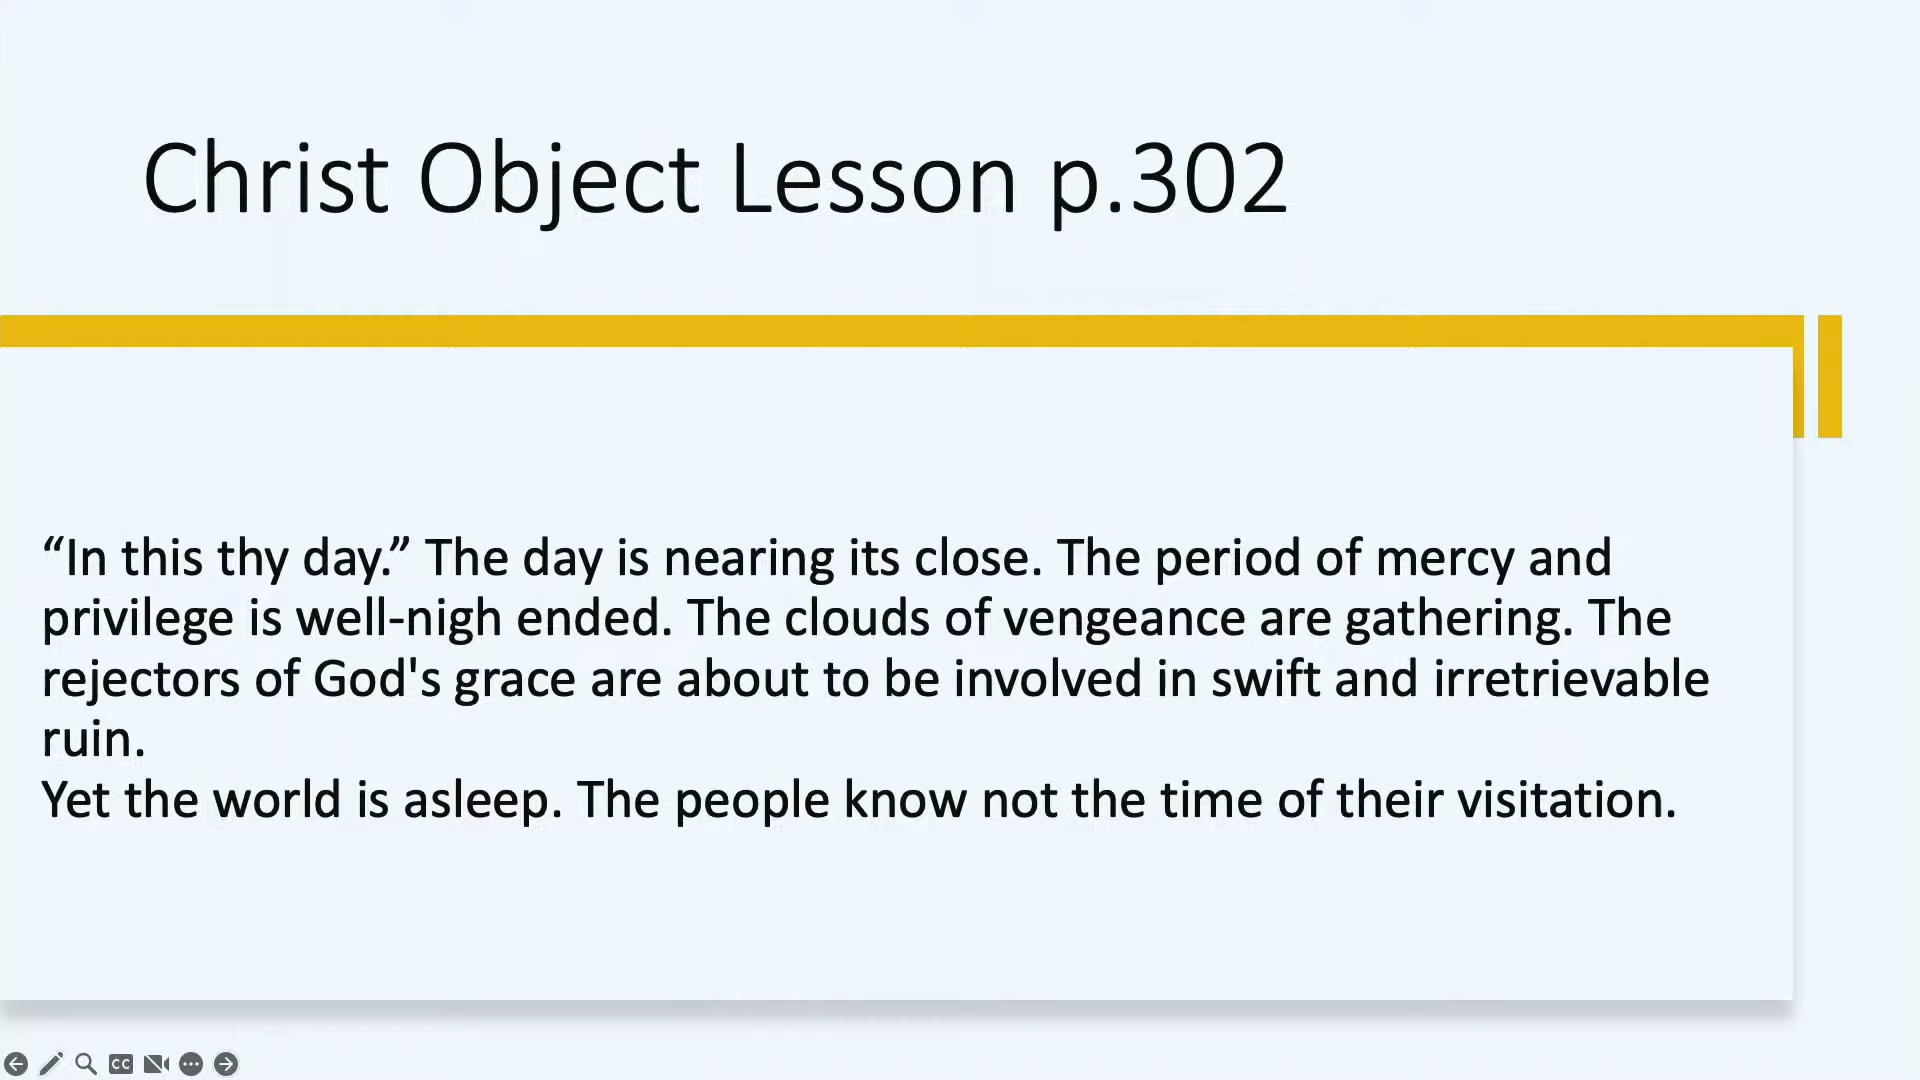 Christ Object Lesson p.302
“In this thy day.” The day is nearing its close. The period of mercy and
privilege is well-nigh ended. The clouds of vengeance are gathering. The
rejectors of God's grace are about to be involved in swift and irretrievable
ruin.
Yet the world is asleep. The people know not the time of their visitation.
CC